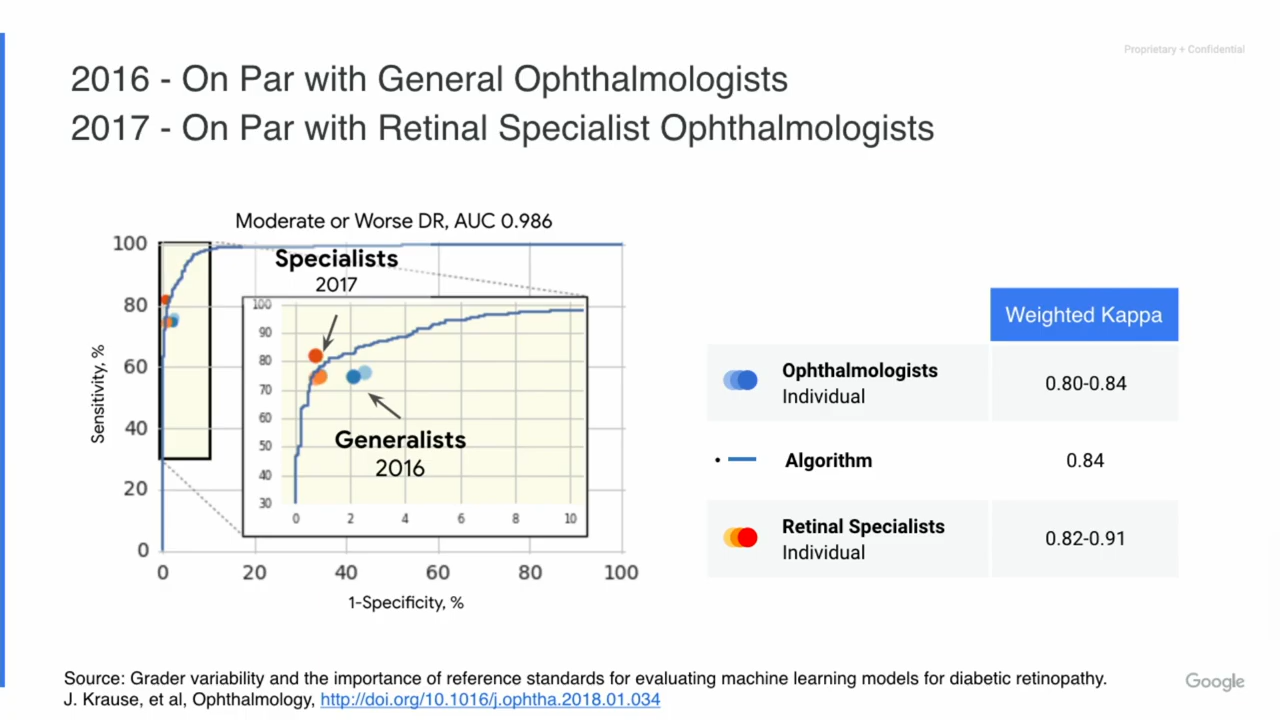 Proprietary + Confidential
2016 - On Par with General Ophthalmologists
2017 - On Par with Retinal Specialist Ophthalmologists
Moderate or Worse DR, AUC 0.986
100
80
60
40
20
0
Sensitivity, %
0
20
40
60
80
100
1-Specificity, %
Specialists
2017
100
90
80
70
60
50
40
30
0
2
4
6
8
10
Generalists
2016
Weighted Kappa
Ophthalmologists
Individual
0.80-0.84
Algorithm
0.84
Retinal Specialists
Individual
0.82-0.91
Source: Grader variability and the importance of reference standards for evaluating machine learning models for diabetic retinopathy.
J. Krause, et al, Ophthalmology, http://doi.org/10.1016/j.ophtha.2018.01.034
Google